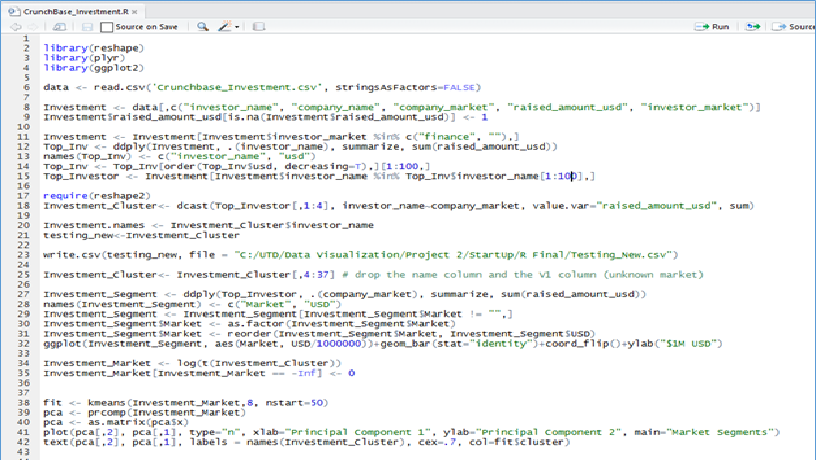 CrunchBase_Investment.R ×
Source on Save
Run
Source
1
2 library(reshape)
3 library(plyr)
4 library(ggplot2)
5
6 data <- read.csv('Crunchbase_Investment.csv', stringsAsFactors=FALSE)
7
8 Investment <- data[,c("investor_name", "company_name", "company_market", "raised_amount_usd", "investor_market")]
9 Investment$raised_amount_usd[is.na(Investment$raised_amount_usd)] <- 1
10
11 Investment <- Investment[Investment$investor_market %in% c("finance", ""),]
12 Top_Inv <- ddply(Investment, .(investor_name), summarize, sum(raised_amount_usd))
13 names(Top_Inv) <- c("investor_name", "usd")
14 Top_Inv <- Top_Inv[order(Top_Inv$usd, decreasing=T),][1:100,]
15 Top_Investor <- Investment[Investment$investor_name %in% Top_Inv$investor_name[1:100],]
16
17 require(reshape2)
18 Investment_Cluster<- dcast(Top_Investor[,1:4], investor_name~company_market, value.var="raised_amount_usd", sum)
19
20 Investment.names <- Investment_Cluster$investor_name
21 testing_new<-Investment_Cluster
22
23 write.csv(testing_new, file = "C:/UTD/Data Visualization/Project 2/StartUp/R Final/Testing_New.csv")
24
25 Investment_Cluster<- Investment_Cluster[,4:37] # drop the name column and the V1 column (unknown market)
26
27 Investment_Segment <- ddply(Top_Investor, .(company_market), summarize, sum(raised_amount_usd))
28 names(Investment_Segment) <- c("Market", "USD")
29 Investment_Segment <- Investment_Segment[Investment_Segment$Market != "",]
30 Investment_Segment$Market <- as.factor(Investment_Segment$Market)
31 Investment_Segment$Market <- reorder(Investment_Segment$Market, Investment_Segment$USD)
32 ggplot(Investment_Segment, aes(Market, USD/1000000))+geom_bar(stat="identity")+coord_flip()+ylab("$1M USD")
33
34 Investment_Market <- log(t(Investment_Cluster))
35 Investment_Market[Investment_Market == -Inf] <- 0
36
37
38 fit <- kmeans(Investment_Market,8, nstart=50)
39 pca <- prcomp(Investment_Market)
40 pca <- as.matrix(pca$x)
41 plot(pca[,2], pca[,1], type="n", xlab="Principal Component 1", ylab="Principal Component 2", main="Market Segments")
42 text(pca[,2], pca[,1], labels = names(Investment_Cluster), cex=.7, col=fit$cluster)
43